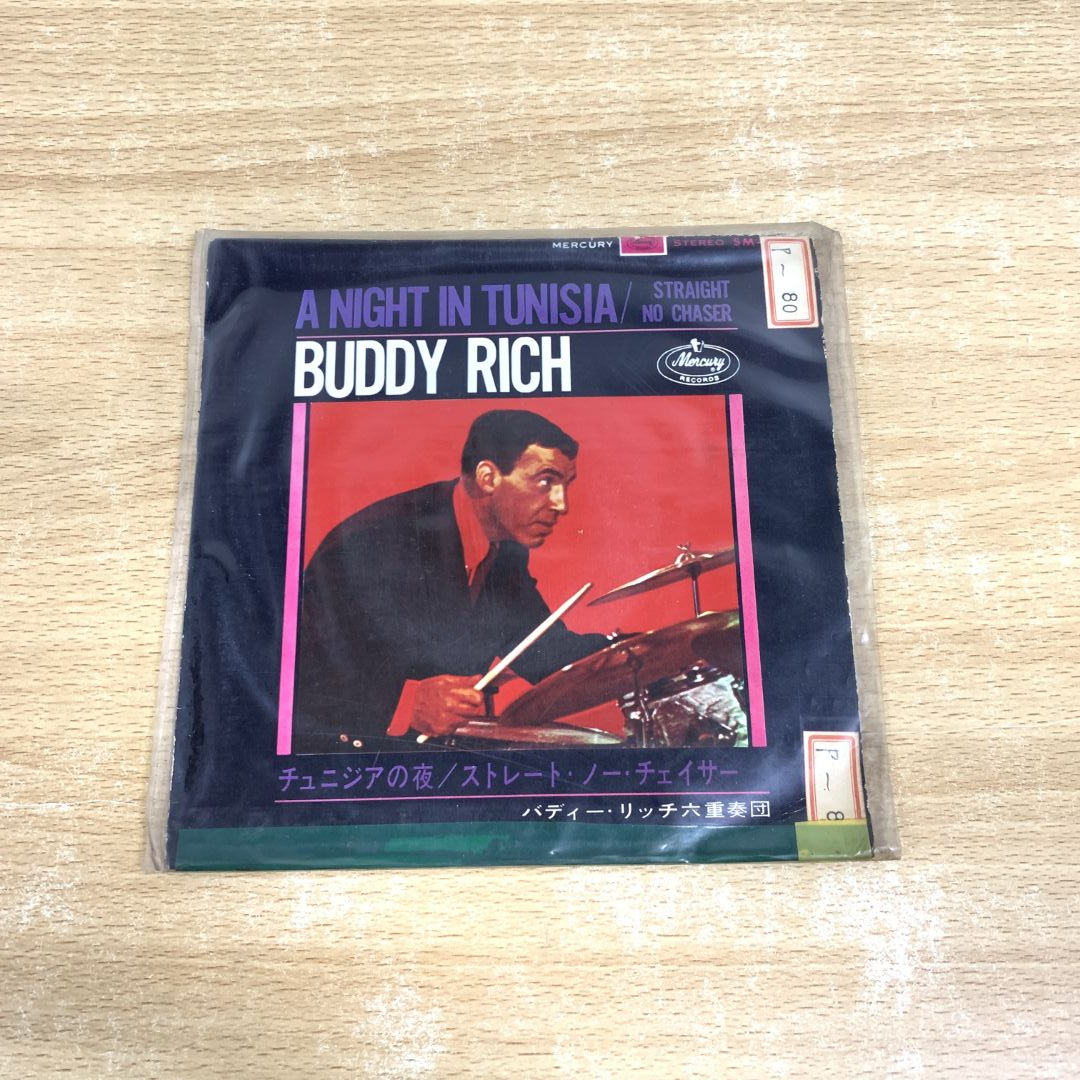 MERCURY STEREO SM
P~80
A NIGHT IN TUNISIA/ STRAIGHT
NO CHASER
BUDDY RICH
Mercury
RECORDS
チュニジアの夜/ストレート・ノー・チェイサー
バディー・リッチ六重奏団
P~8